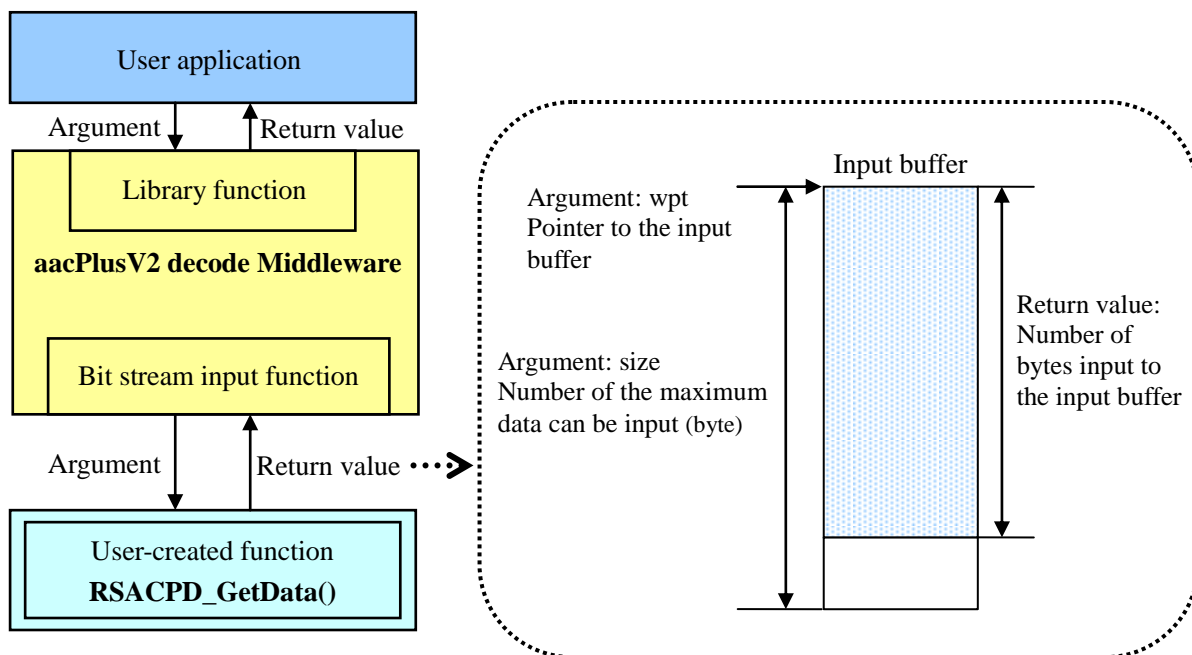 User application
Argument
Return value
Library function
aacPlusV2 decode Middleware
Bit stream input function
Argument
Return value
User-created function
RSACPD_GetData()
Input buffer
Argument: wpt
Pointer to the input
buffer
Argument: size
Number of the maximum
data can be input (byte)
Return value:
Number of
bytes input to
the input buffer